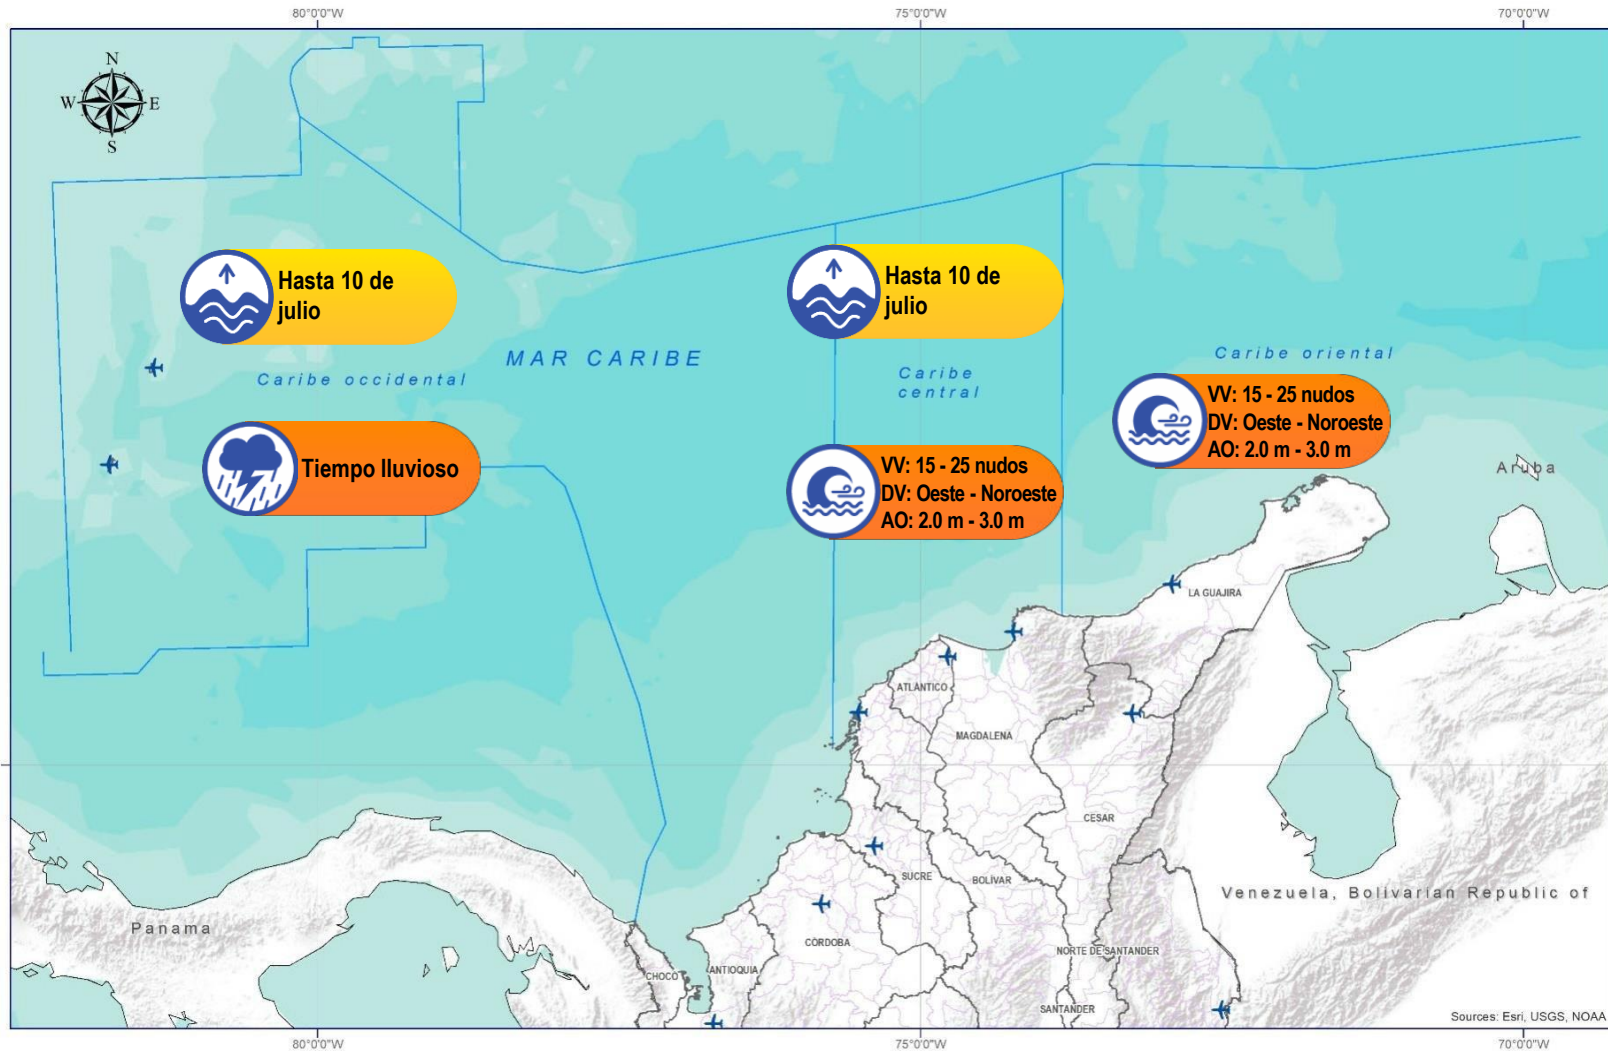 80°0'0"W
75°0'0"W
70°0'0"W
N
W
E
S
Hasta 10 de
julio
Hasta 10 de
julio
MAR CARIBE
Caribe occidental
Caribe
central
Caribe oriental
VV: 15 - 25 nudos
DV: Oeste - Noroeste
AO: 2.0 m - 3.0 m
Tiempo lluvioso
VV: 15 - 25 nudos
DV: Oeste - Noroeste
AO: 2.0 m - 3.0 m
Aruba
LA GUAJIRA
ATLÁNTICO
MAGDALENA
CESAR
SUCRE
BOLÍVAR
Venezuela, Bolivarian Republic of
Panama
CÓRDOBA
NORTE DE SANTANDER
CHOCÓ
ANTIOQUIA
SANTANDER
Sources: Esri, USGS, NOAA
80°0'0"W
75°0'0"W
70°0'0"W